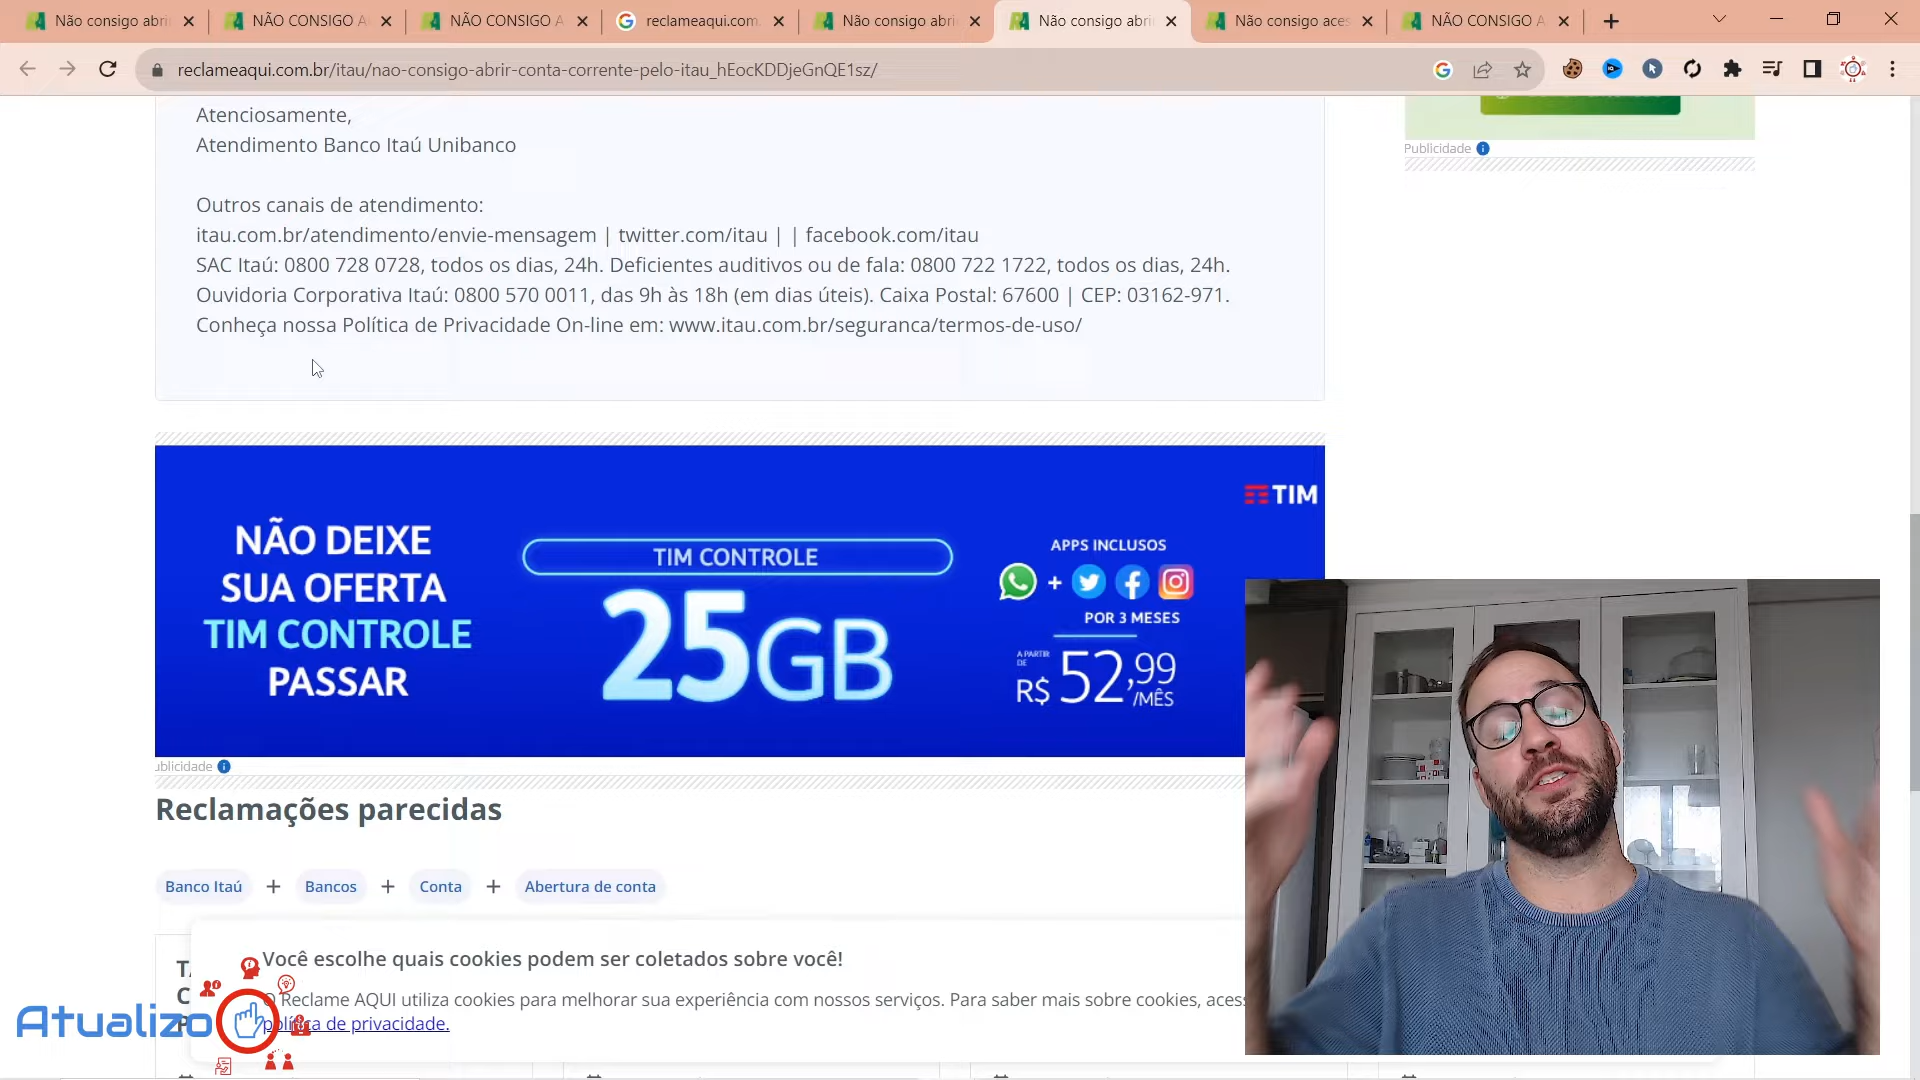 Não consigo abri
NÃO CONSIGO A
NÃO CONSIGO A
reclameaqui.com.
Não consigo abri
Não consigo abri
Não consigo aces
NÃO CONSIGO A
reclameaqui.com.br/itau/nao-consigo-abrir-conta-corrente-pelo-itau_hEocKDDjeGnQE1sz/
Atenciosamente,
Atendimento Banco Itaú Unibanco
Publicidade
Outros canais de atendimento:
itau.com.br/atendimento/envie-mensagem | twitter.com/itau | | facebook.com/itau
SAC Itaú: 0800 728 0728, todos os dias, 24h. Deficientes auditivos ou de fala: 0800 722 1722, todos os dias, 24h.
Ouvidoria Corporativa Itaú: 0800 570 0011, das 9h às 18h (em dias úteis). Caixa Postal: 67600 | CEP: 03162-971.
Conheça nossa Política de Privacidade On-line em: www.itau.com.br/seguranca/termos-de-uso/
TIM
NÃO DEIXE
SUA OFERTA
TIM CONTROLE
PASSAR
TIM CONTROLE
25GB
APPS INCLUSOS
+
POR 3 MESES
A PARTIR
DE
R$ 52,99
/MÊS
ublicidade
Reclamações parecidas
Banco Itaú + Bancos + Conta + Abertura de conta
Você escolhe quais cookies podem ser coletados sobre você!
O Reclame AQUI utiliza cookies para melhorar sua experiência com nossos serviços. Para saber mais sobre cookies, acess
política de privacidade.
Atualizo